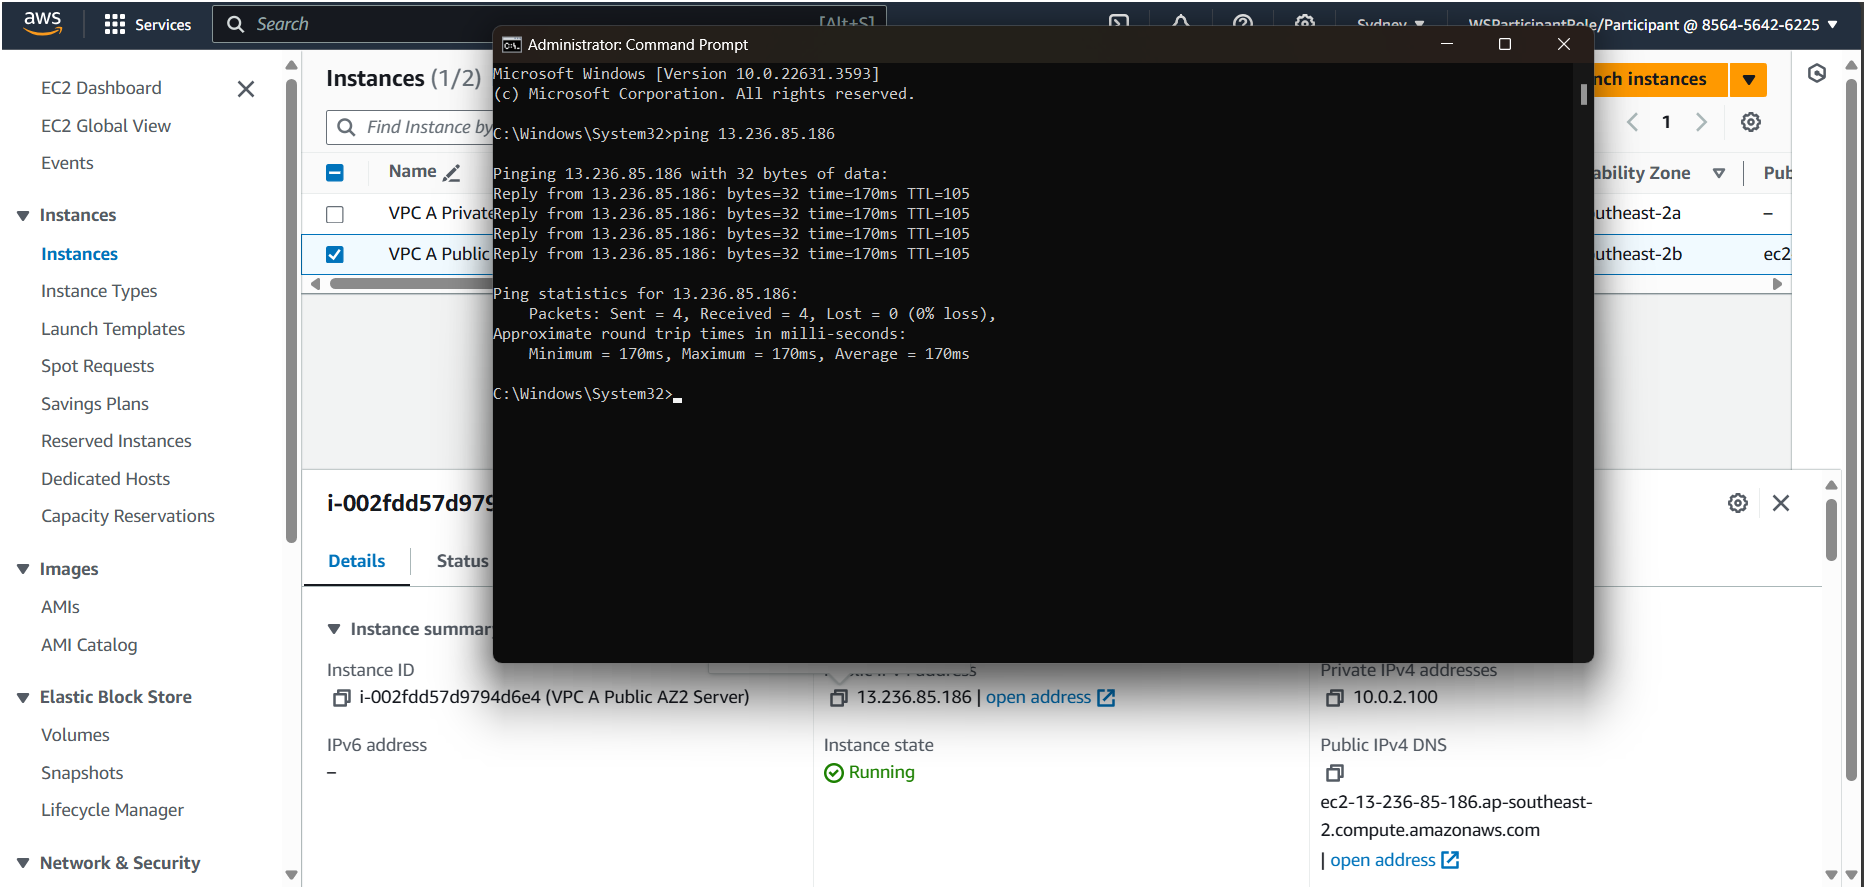 aws
Services
Search
[Alt+S]
Sydney
WSParticipantRole/Participant @ 8564-5642-6225
EC2 Dashboard
EC2 Global View
Events
Instances
Instances
Instance Types
Launch Templates
Spot Requests
Savings Plans
Reserved Instances
Dedicated Hosts
Capacity Reservations
Images
AMIs
AMI Catalog
Elastic Block Store
Volumes
Snapshots
Lifecycle Manager
Network & Security
Instances (1/2)
nch instances
Find Instance by
1
Name
ability Zone
Pub
VPC A Private
utheast-2a
–
VPC A Public
utheast-2b
ec2
Administrator: Command Prompt
Microsoft Windows [Version 10.0.22631.3593]
(c) Microsoft Corporation. All rights reserved.
C:\Windows\System32>ping 13.236.85.186
Pinging 13.236.85.186 with 32 bytes of data:
Reply from 13.236.85.186: bytes=32 time=170ms TTL=105
Reply from 13.236.85.186: bytes=32 time=170ms TTL=105
Reply from 13.236.85.186: bytes=32 time=170ms TTL=105
Reply from 13.236.85.186: bytes=32 time=170ms TTL=105
Ping statistics for 13.236.85.186:
Packets: Sent = 4, Received = 4, Lost = 0 (0% loss),
Approximate round trip times in milli-seconds:
Minimum = 170ms, Maximum = 170ms, Average = 170ms
C:\Windows\System32>
i-002fdd57d979
Details
Status
Instance summar
Instance ID
i-002fdd57d9794d6e4 (VPC A Public AZ2 Server)
IPv6 address
–
IPv4 address
13.236.85.186 | open address
Instance state
Running
Private IPv4 addresses
10.0.2.100
Public IPv4 DNS
ec2-13-236-85-186.ap-southeast-
2.compute.amazonaws.com
| open address